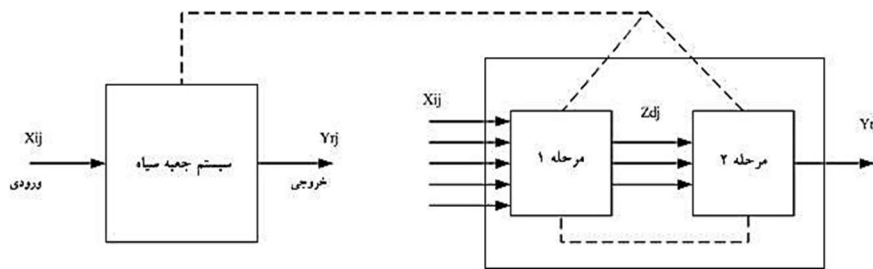 Xij
ورودی
سیستم جعبه سیاه
Yrj
خروجی
Xij
مرحله ۱
Zdj
مرحله ۲